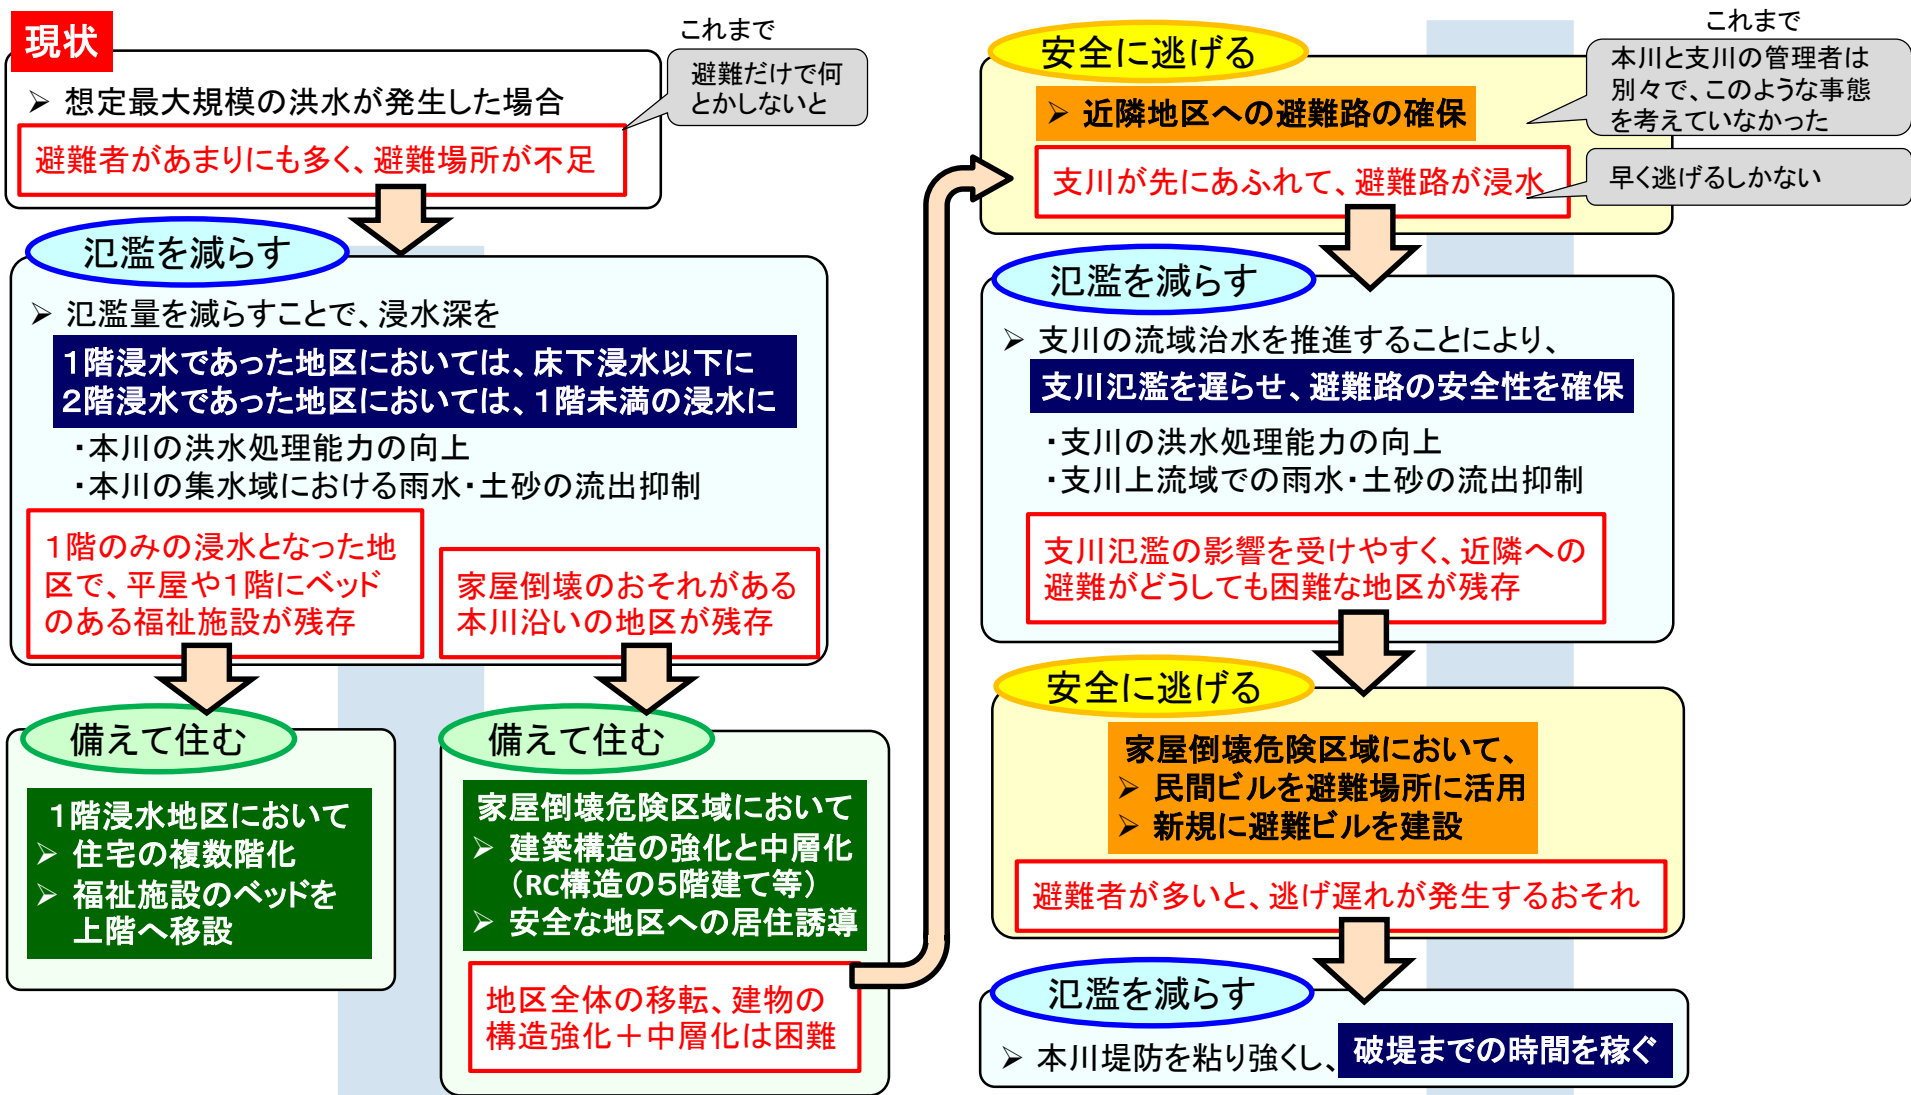 現状
これまで
避難だけで何
とかしないと
➢ 想定最大規模の洪水が発生した場合
避難者があまりにも多く、避難場所が不足
氾濫を減らす
➢ 氾濫量を減らすことで、浸水深を
1階浸水であった地区においては、床下浸水以下に
2階浸水であった地区においては、1階未満の浸水に
・本川の洪水処理能力の向上
・本川の集水域における雨水・土砂の流出抑制
1階のみの浸水となった地
区で、平屋や1階にベッド
のある福祉施設が残存
家屋倒壊のおそれがある
本川沿いの地区が残存
備えて住む
1階浸水地区において
➢ 住宅の複数階化
➢ 福祉施設のベッドを
上階へ移設
備えて住む
家屋倒壊危険区域において
➢ 建築構造の強化と中層化
（RC構造の5階建て等）
➢ 安全な地区への居住誘導
地区全体の移転、建物の
構造強化＋中層化は困難
安全に逃げる
これまで
本川と支川の管理者は
別々で、このような事態
を考えていなかった
➢ 近隣地区への避難路の確保
支川が先にあふれて、避難路が浸水
早く逃げるしかない
氾濫を減らす
➢ 支川の流域治水を推進することにより、
支川氾濫を遅らせ、避難路の安全性を確保
・支川の洪水処理能力の向上
・支川上流域での雨水・土砂の流出抑制
支川氾濫の影響を受けやすく、近隣への
避難がどうしても困難な地区が残存
安全に逃げる
家屋倒壊危険区域において、
➢ 民間ビルを避難場所に活用
➢ 新規に避難ビルを建設
避難者が多いと、逃げ遅れが発生するおそれ
氾濫を減らす
➢ 本川堤防を粘り強くし、破堤までの時間を稼ぐ